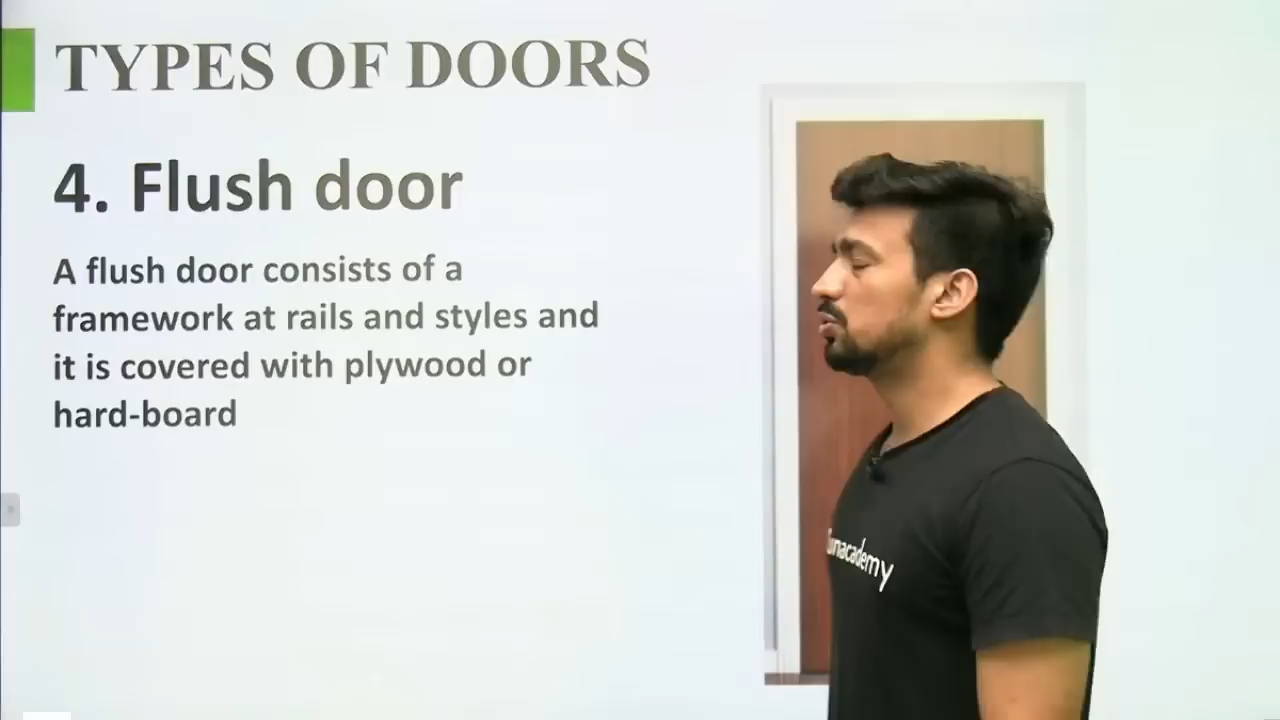 TYPES OF DOORS
4. Flush door
A flush door consists of a
framework at rails and styles and
it is covered with plywood or
hard-board
unacademy